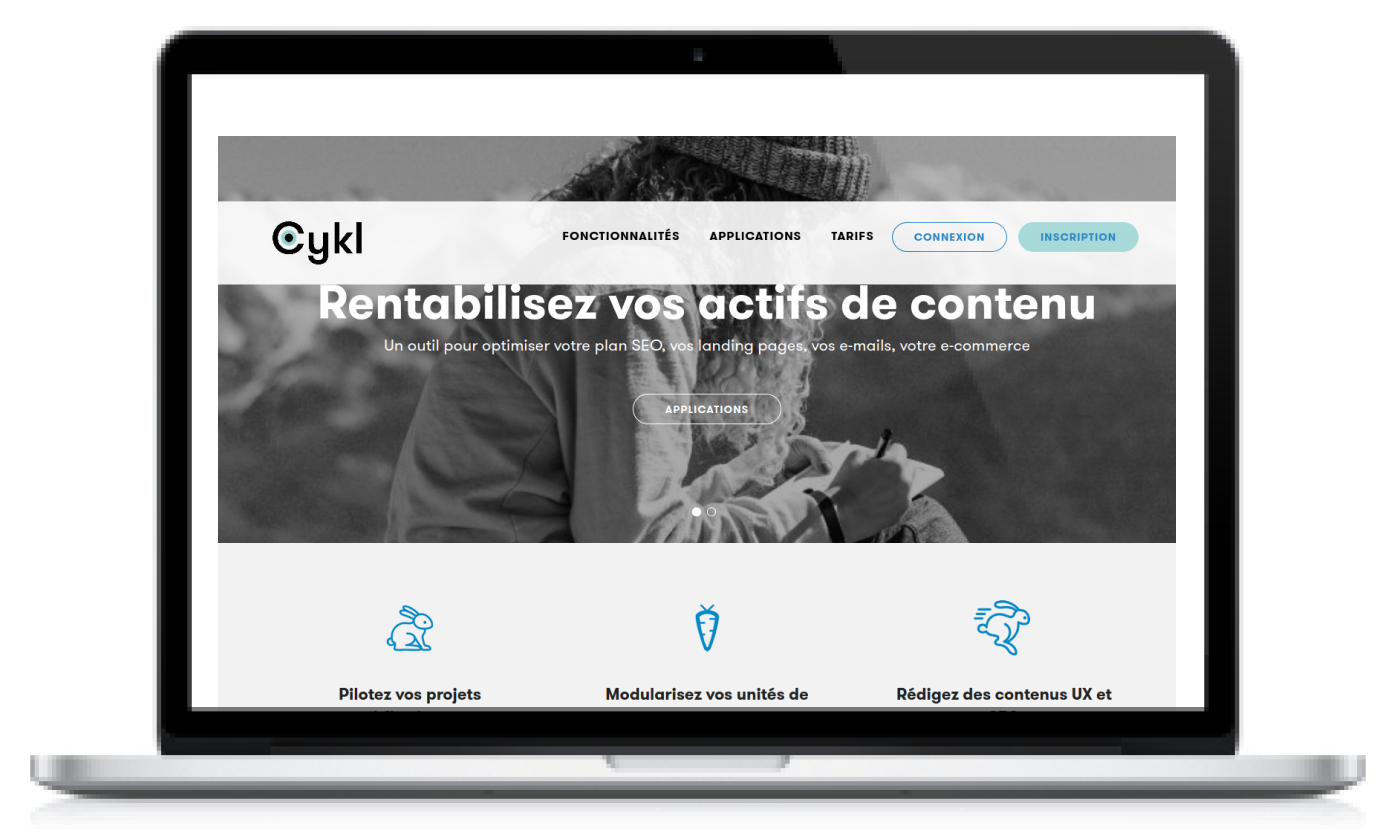 Cykl
FONCTIONNALITÉS APPLICATIONS TARIFS CONNEXION INSCRIPTION
Rentabilisez vos actifs de contenu
Un outil pour optimiser votre plan SEO, vos landing pages, vos e-mails, votre e-commerce
APPLICATIONS
Pilotez vos projets
Modularisez vos unités de
Rédigez des contenus UX et